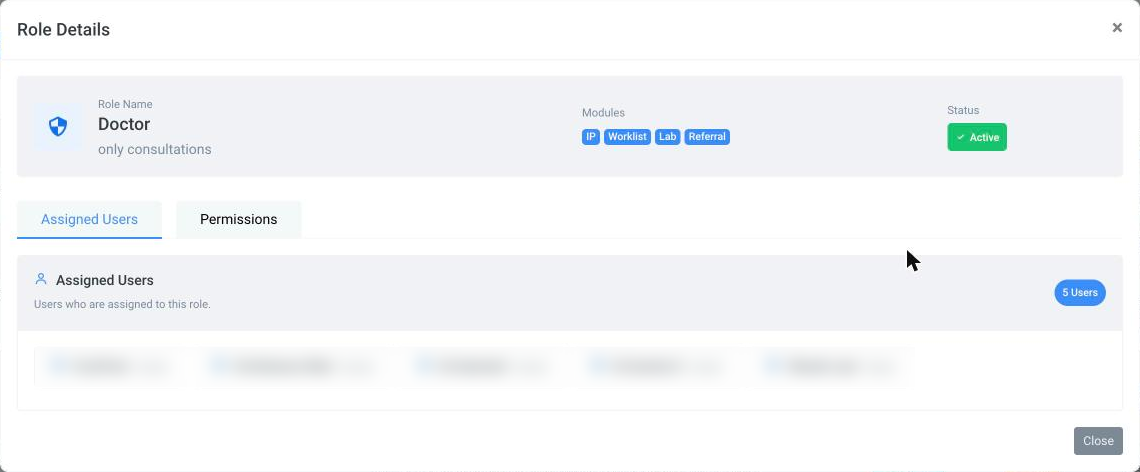 Role Details
×
Role Name
Doctor
only consultations
Modules
IP Worklist Lab Referral
Status
Active
Assigned Users
Permissions
Assigned Users
Users who are assigned to this role.
5 Users
Close